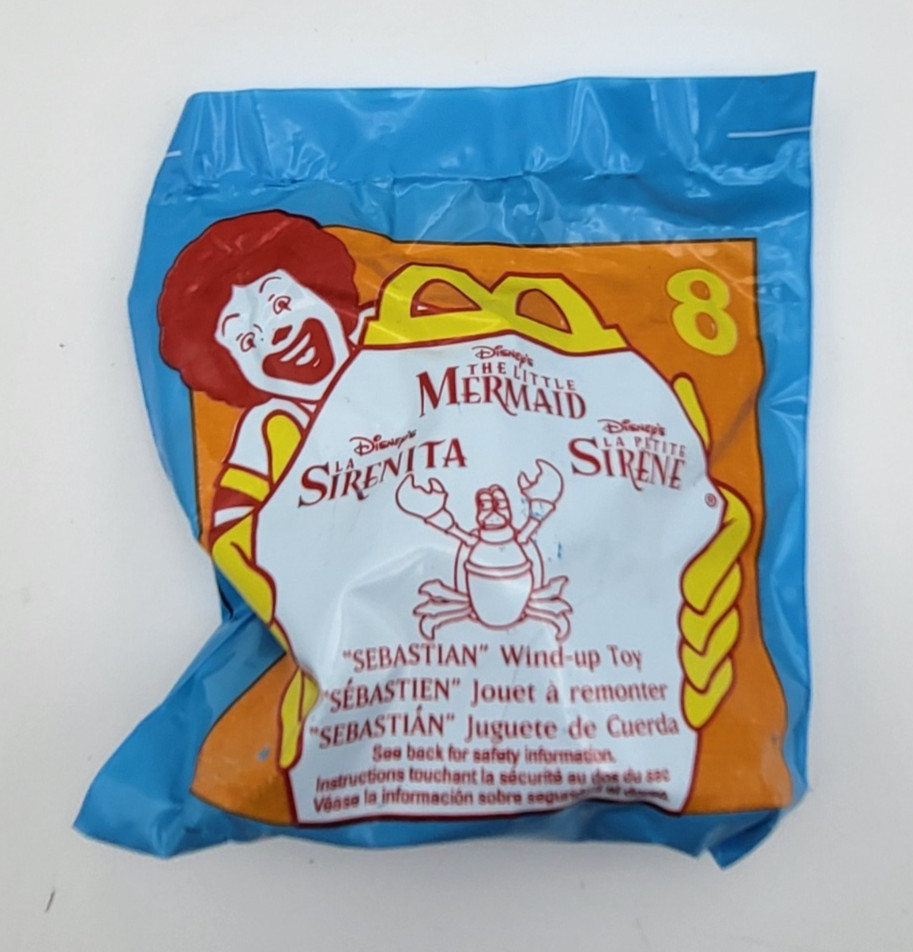 8
Disney's
THE LITTLE
MERMAID
Disney's
LA
SIRENITA
Disney's
LA PETITE
SIRÈNE
®
"SEBASTIAN" Wind-up Toy
"SÉBASTIEN" Jouet à remonter
"SEBASTIÁN" Juguete de Cuerda
See back for safety information.
Instructions touchant la sécurité au dos du sac
Véase la información sobre